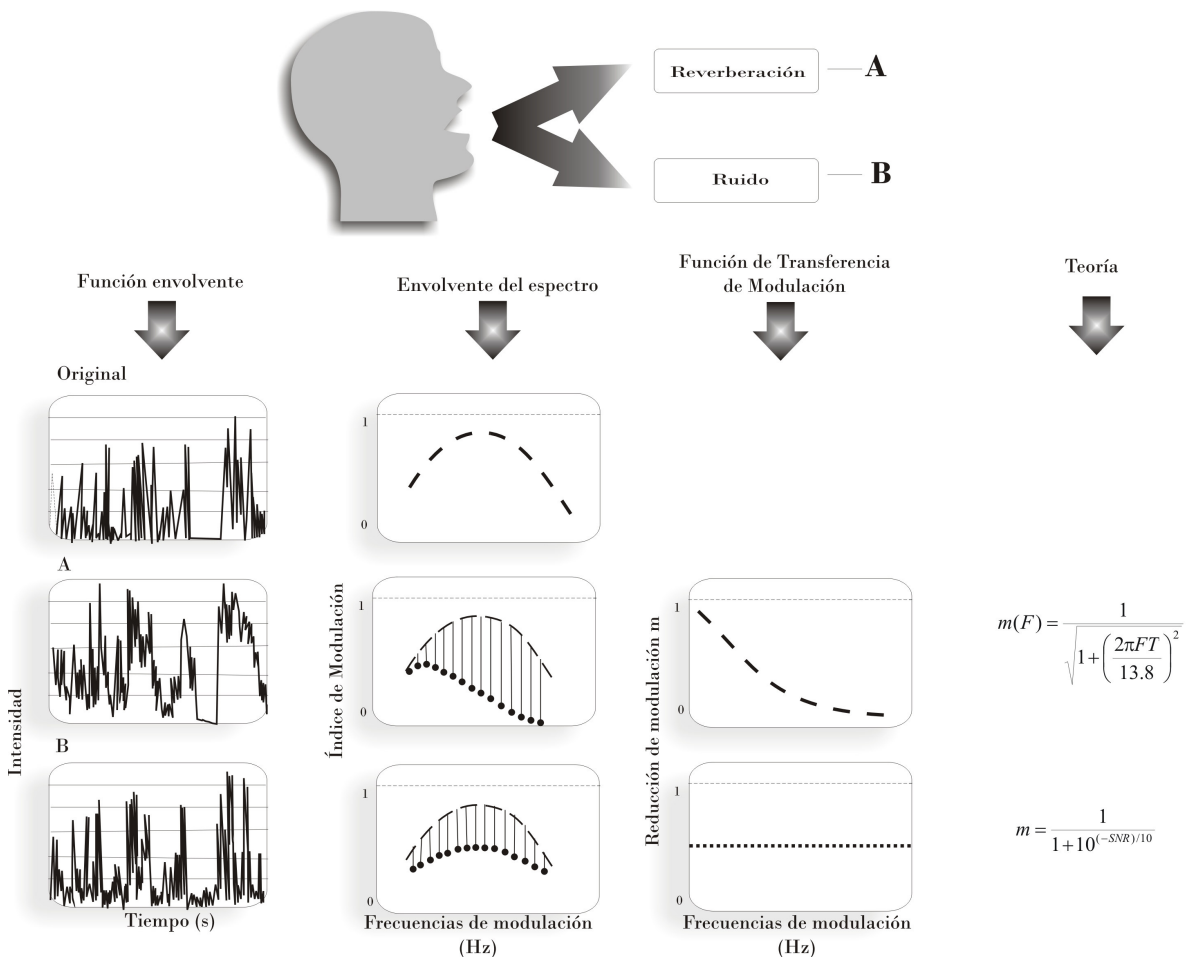 Reverberación
A
Ruido
B
Función envolvente
Envolvente del espectro
Función de Transferencia
de Modulación
Teoría
Original
1
0
A
Intensidad
Índice de Modulación
1
0
Reducción de modulación m
1
0
m(F) = 1 / √(1 + (2πFT / 13.8)²)
B
1
0
1
0
m = 1 / (1+10^((-SNR)/10))
Tiempo (s)
Frecuencias de modulación
(Hz)
Frecuencias de modulación
(Hz)